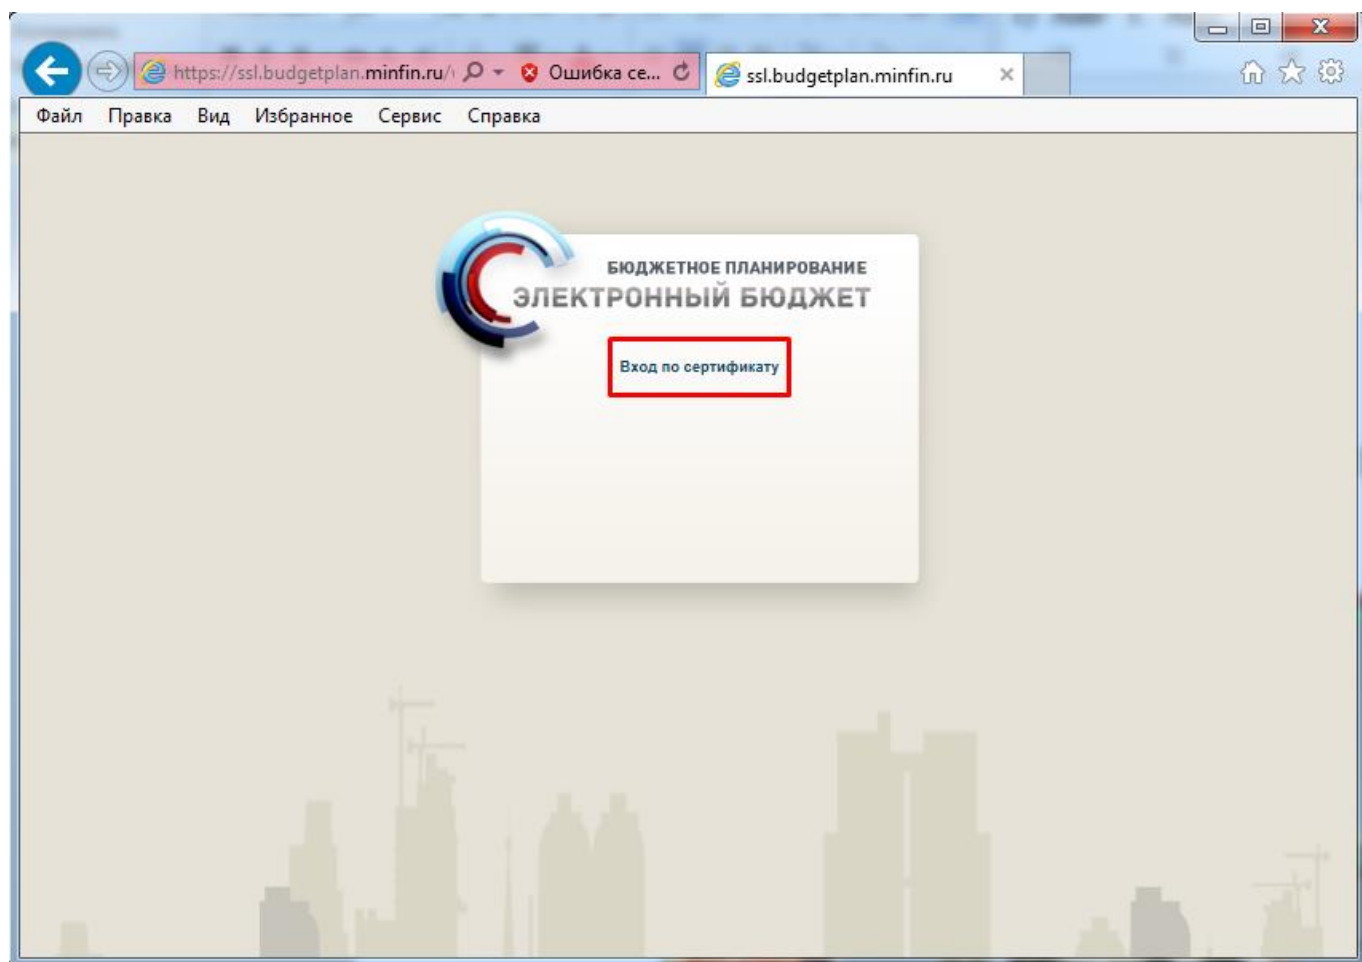 https://ssl.budgetplan.minfin.ru/
Ошибка се...
ssl.budgetplan.minfin.ru
Файл Правка Вид Избранное Сервис Справка
БЮДЖЕТНОЕ ПЛАНИРОВАНИЕ
ЭЛЕКТРОННЫЙ БЮДЖЕТ
Вход по сертификату